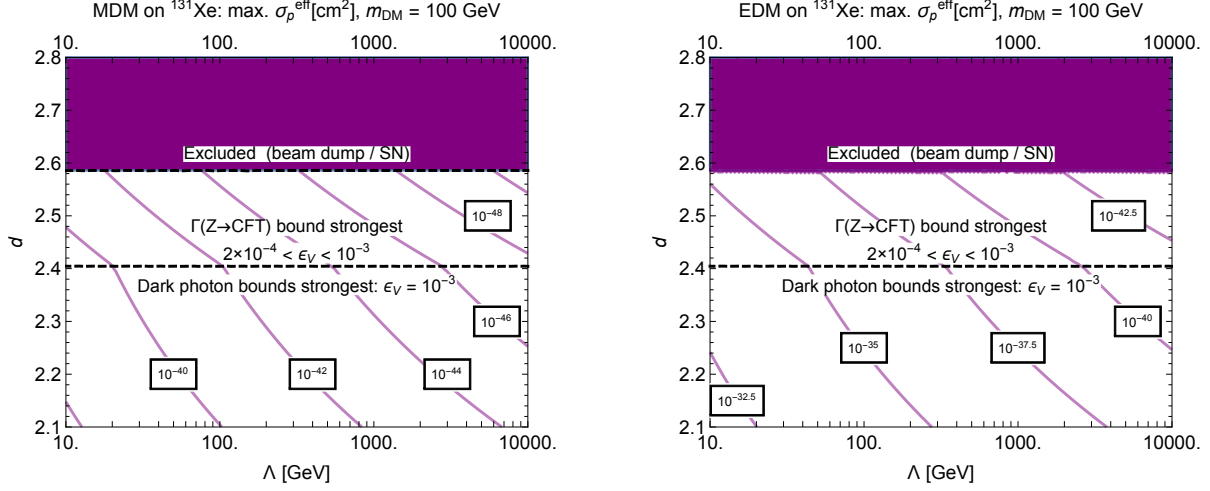 MDM on ¹³¹Xe: max. σₚᵉᶠᶠ[cm²], m_DM = 100 GeV
10. 100. 1000. 10000.
2.8
2.7
2.6
2.5
2.4
2.3
2.2
2.1
d
Excluded (beam dump / SN)
10⁻⁴⁸
Γ(Z→CFT) bound strongest
2×10⁻⁴ < ϵ_V < 10⁻³
Dark photon bounds strongest: ϵ_V = 10⁻³
10⁻⁴⁶
10⁻⁴⁰ 10⁻⁴² 10⁻⁴⁴
10. 100. 1000. 10000.
Λ [GeV]
EDM on ¹³¹Xe: max. σₚᵉᶠᶠ[cm²], m_DM = 100 GeV
10. 100. 1000. 10000.
2.8
2.7
2.6
2.5
2.4
2.3
2.2
2.1
d
Excluded (beam dump / SN)
10⁻⁴²·⁵
Γ(Z→CFT) bound strongest
2×10⁻⁴ < ϵ_V < 10⁻³
Dark photon bounds strongest: ϵ_V = 10⁻³
10⁻⁴⁰
10⁻³⁵ 10⁻³⁷·⁵
10⁻³²·⁵
10. 100. 1000. 10000.
Λ [GeV]